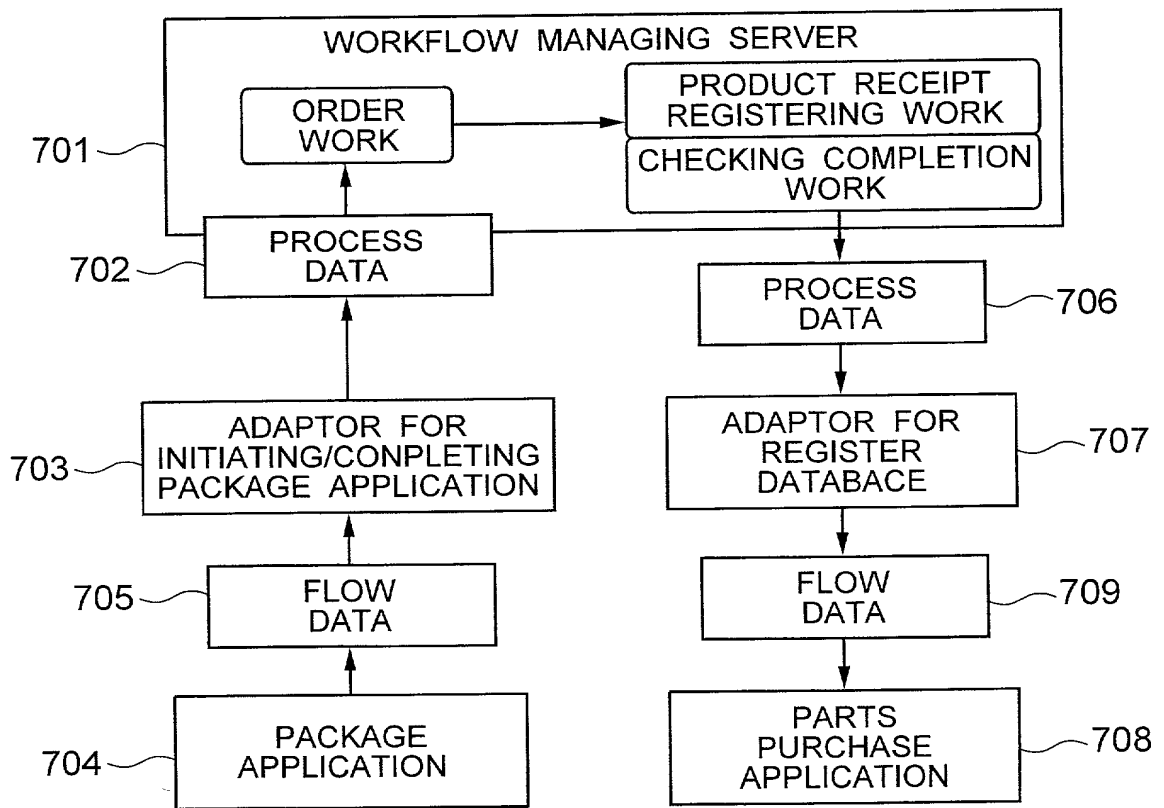 WORKFLOW MANAGING SERVER
ORDER
WORK
PRODUCT RECEIPT
REGISTERING WORK
CHECKING COMPLETION
WORK
701
PROCESS
DATA
702
PROCESS
DATA
706
ADAPTOR FOR
INITIATING/CONPLETING
PACKAGE APPLICATION
703
ADAPTOR FOR
REGISTER
DATABACE
707
FLOW
DATA
705
FLOW
DATA
709
PACKAGE
APPLICATION
704
PARTS
PURCHASE
APPLICATION
708